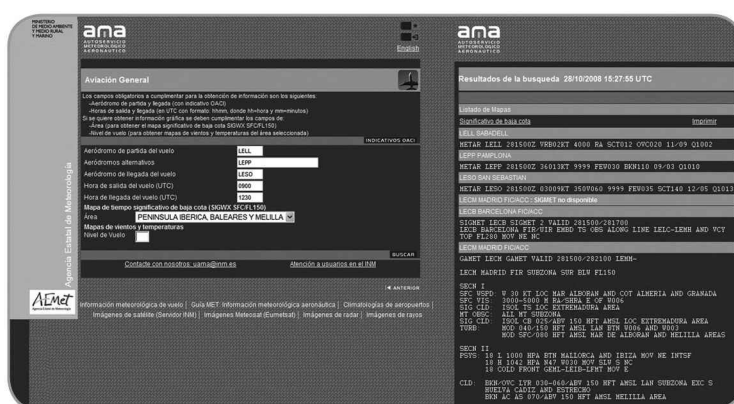 MINISTERIO
DE MEDIO AMBIENTE
Y MEDIO RURAL
Y MARINO
ama
AUTOSERVICIO
METEOROLOGICO
AERONAUTICO
English
Aviación General
Los campos obligatorios a cumplimentar para la obtención de información son los siguientes:
-Aeródromo de partida y llegada (con indicativo OACI)
-Horas de salida y llegada (en UTC con formato: hhmm, donde hh=hora y mm=minutos)
Si se quiere obtener información gráfica se deben cumplimentar los campos de:
-Area (para obtener el mapa significativo de baja cota SIGWX SFC/FL150)
-Nivel de vuelo (para obtener mapas de vientos y temperaturas del área seleccionada)
INDICATIVOS OACI
Aeródromo de partida del vuelo LELL
Aeródromos alternativos LEPP
Aeródromo de llegada del vuelo LESO
Hora de salida del vuelo (UTC) 0900
Hora de llegada del vuelo (UTC) 1230
Mapa de tiempo significativo de baja cota (SIGWX SFC/FL150)
Área PENINSULA IBERICA, BALEARES Y MELILLA
Mapas de vientos y temperaturas
Nivel de Vuelo
BUSCAR
Contacte con nosotros: uama@inm.es Atención a usuarios en el INM
ANTERIOR
Información meteorológica de vuelo | Guía MET Información meteorológica aeronáutica | Climatologías de aeropuertos |
Imágenes de satélite (Servidor INM) | Imágenes Meteosat (Eumetsat) | Imágenes de radar | Imágenes de rayos
Agencia Estatal de Meteorología
AEMet
Agencia Estatal de Meteorología
ama
AUTOSERVICIO
METEOROLOGICO
AERONAUTICO
Resultados de la busqueda 28/10/2008 15:27:55 UTC
Listado de Mapas
Significativo de baja cota Imprimir
LELL SABADELL
METAR LELL 281500Z VRB02KT 4000 RA SCT012 OVC020 11/09 Q1002
LEPP PAMPLONA
METAR LEPP 281500Z 36013KT 9999 FEW030 BKN110 09/03 Q1010
LESO SAN SEBASTIAN
METAR LESO 281500Z 03009KT 350V060 9999 FEW035 SCT140 12/05 Q1013
LECM MADRID FIC/ACC : SIGMET no disponible
LECB BARCELONA FIC/ACC
SIGMET LECB SIGMET 2 VALID 281500/281700
LECB BARCELONA FIR/UIR EMBD TS OBS ALONG LINE LELC-LEMH AND VCY
TOP FL280 MOV NE NC
LECM MADRID FIC/ACC
GAMET LECM GAMET VALID 281500/282100 LEMM-
LECM MADRID FIR SUBZONA SUR BLW FL150
SECN I
SFC WSPD: W 30 KT LOC MAR ALBORAN AND COT ALMERIA AND GRANADA
SFC VIS: 3000-5000 M RA/SHRA E OF W006
SIG CLD: ISOL TS LOC EXTREMADURA AREA
MT OBSC: ALL MT SUBZONA
SIG CLD: ISOL CB 025/ABV 150 HFT AMSL LOC EXTREMADURA AREA
TURB: MOD 040/150 HFT AMSL LAN BTN W006 AND W003
MOD SFC/080 HFT AMSL MAR DE ALBORAN AND MELILLA AREAS
SECN II
PSYS: 18 L 1000 HPA BTN MALLORCA AND IBIZA MOV NE INTSF
18 H 1042 HPA N47 W030 MOV SLW S NC
18 COLD FRONT GEML-LEIB-LFMT MOV E
CLD: BKN/OVC LYR 030-060/ABV 150 HFT AMSL LAN SUBZONA EXC S
HUELVA CADIZ AND ESTRECHO
BKN AC AS 070/ABV 150 HFT AMSL MELILLA AREA